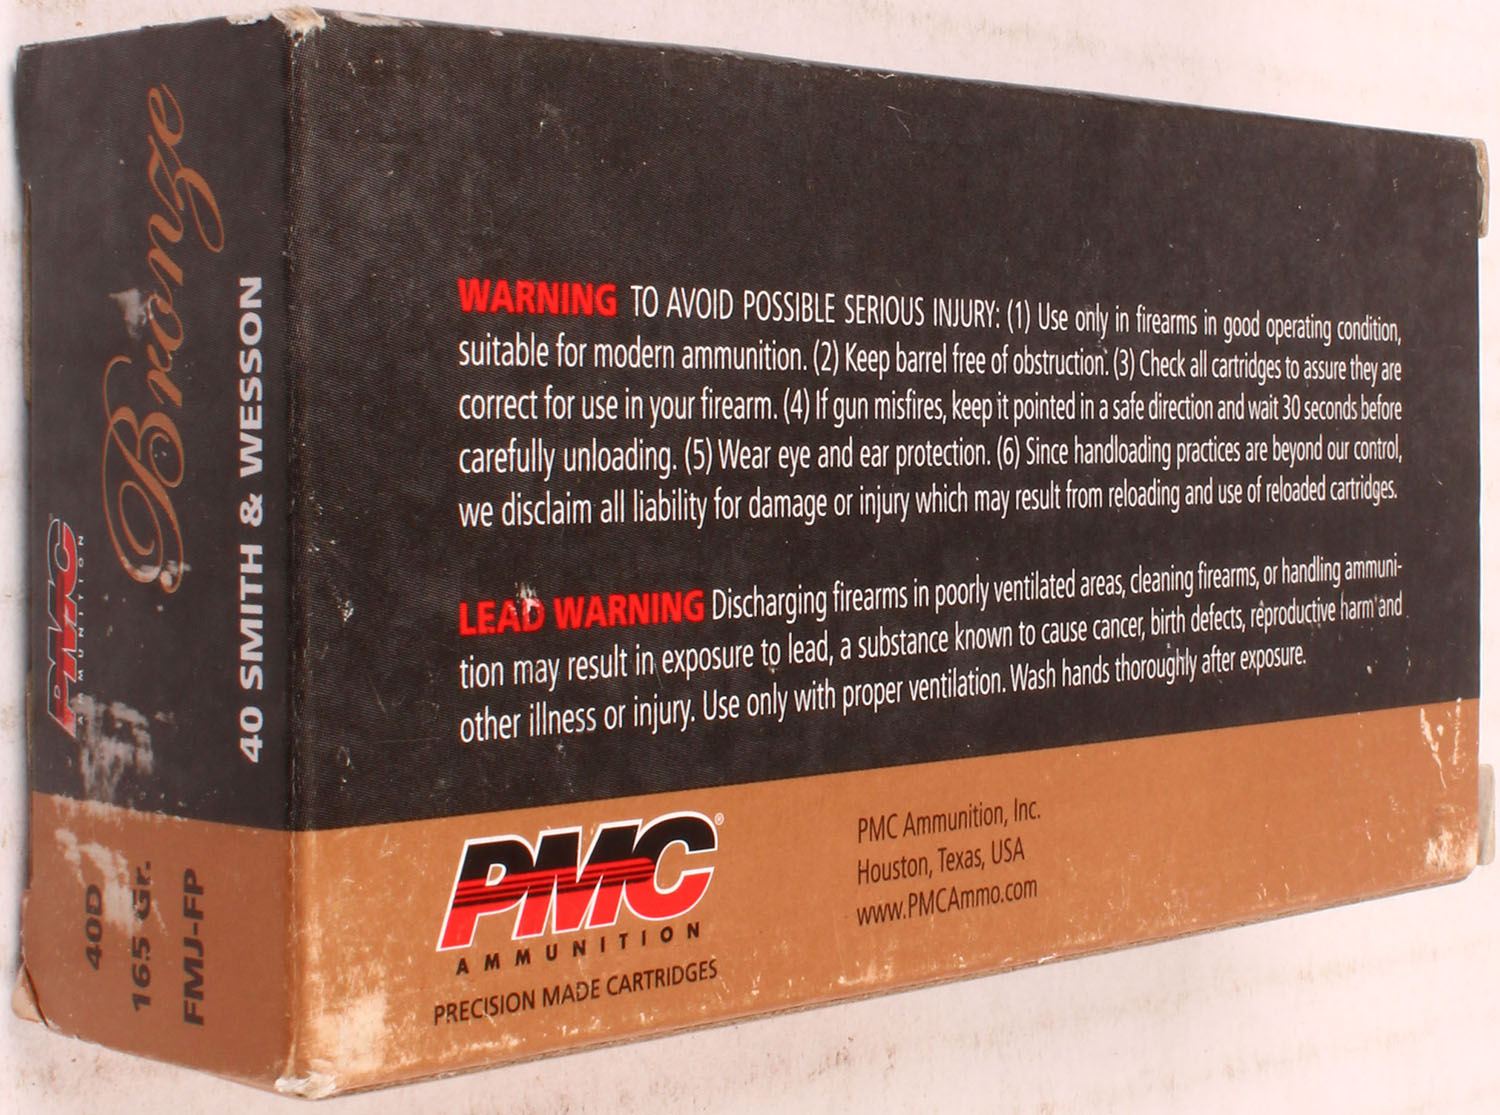 PMC
AMMUNITION
Bronze
40 SMITH & WESSON
40D
165 Gr.
FMJ-FP
WARNING TO AVOID POSSIBLE SERIOUS INJURY: (1) Use only in firearms in good operating condition,
suitable for modern ammunition. (2) Keep barrel free of obstruction. (3) Check all cartridges to assure they are
correct for use in your firearm. (4) If gun misfires, keep it pointed in a safe direction and wait 30 seconds before
carefully unloading. (5) Wear eye and ear protection. (6) Since handloading practices are beyond our control,
we disclaim all liability for damage or injury which may result from reloading and use of reloaded cartridges.
LEAD WARNING Discharging firearms in poorly ventilated areas, cleaning firearms, or handling ammuni-
tion may result in exposure to lead, a substance known to cause cancer, birth defects, reproductive harm and
other illness or injury. Use only with proper ventilation. Wash hands thoroughly after exposure.
PMC®
AMMUNITION
PRECISION MADE CARTRIDGES
PMC Ammunition, Inc.
Houston, Texas, USA
www.PMCAmmo.com